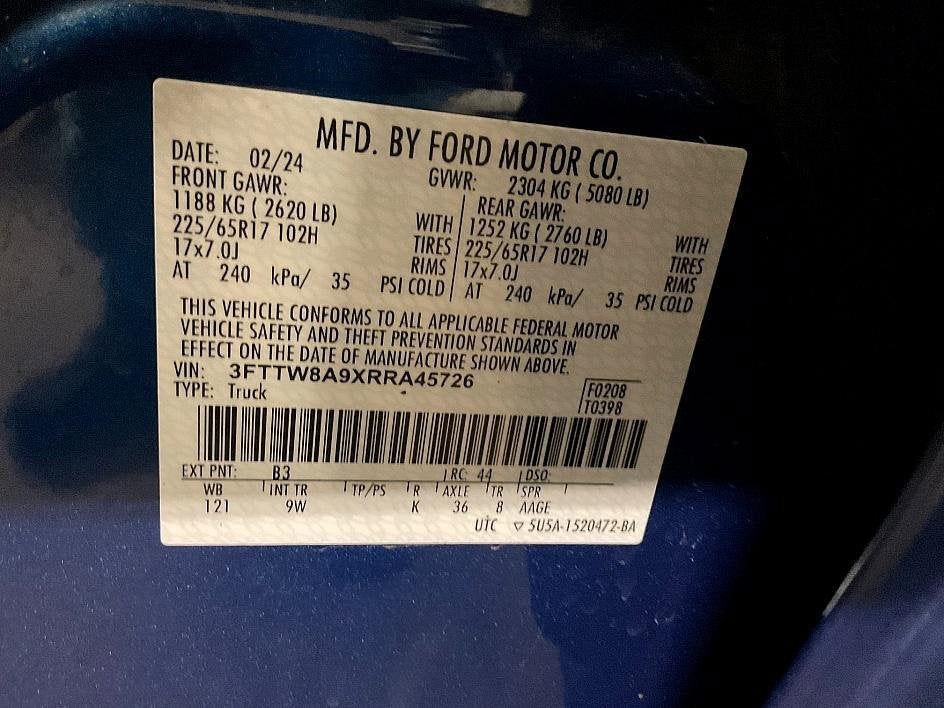 MFD. BY FORD MOTOR CO.
DATE: 02/24
GVWR: 2304 KG ( 5080 LB)
FRONT GAWR:
1188 KG ( 2620 LB)
225/65R17 102H
17x7.0J
AT 240 kPa/ 35 PSI COLD
WITH
TIRES
RIMS
REAR GAWR:
1252 KG ( 2760 LB)
225/65R17 102H
17x7.0J
AT 240 kPa/ 35 PSI COLD
WITH
TIRES
RIMS
THIS VEHICLE CONFORMS TO ALL APPLICABLE FEDERAL MOTOR
VEHICLE SAFETY AND THEFT PREVENTION STANDARDS IN
EFFECT ON THE DATE OF MANUFACTURE SHOWN ABOVE.
VIN: 3FTTW8A9XRRA45726
TYPE: Truck
F0208
T0398
EXT PNT: B3 RC: 44 DSO:
WB INT TR TP/PS R AXLE TR SPR
121 9W K 36 8 AAGE
UTC ▽ 5U5A-1520472-BA